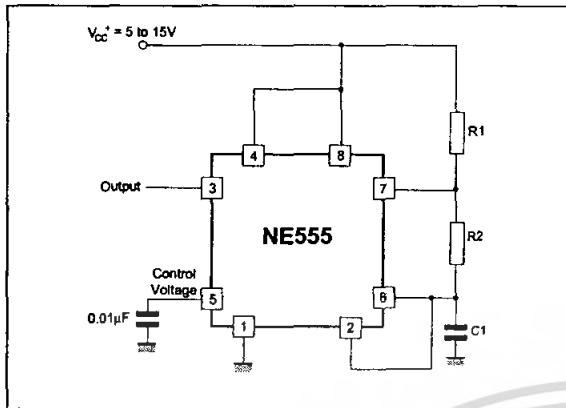 V_CC+ = 5 to 15V
R1
4
8
Output
3
7
NE555
R2
Control
Voltage
5
6
0.01µF
1
2
C1